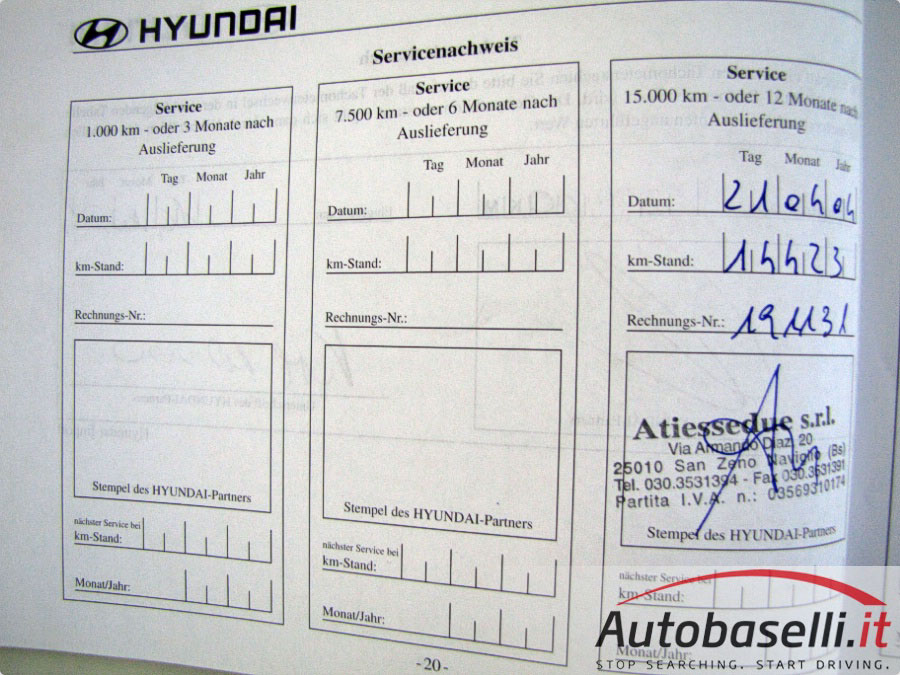 HYUNDAI
Servicenachweis
Service
1.000 km - oder 3 Monate nach
Auslieferung
Tag Monat Jahr
Datum:
km-Stand:
Rechnungs-Nr.:
Stempel des HYUNDAI-Partners
nächster Service bei
km-Stand:
Monat/Jahr:
Service
7.500 km - oder 6 Monate nach
Auslieferung
Tag Monat Jahr
Datum:
km-Stand:
Rechnungs-Nr.:
Stempel des HYUNDAI-Partners
nächster Service bei
km-Stand:
Monat/Jahr:
Service
15.000 km - oder 12 Monate nach
Auslieferung
Tag Monat Jahr
Datum: 21 04 04
km-Stand: 14423
Rechnungs-Nr.: 191131
Atiessedue s.r.l.
Via Armando Diaz, 20
25010 San Zeno Naviglio (Bs)
Tel. 030.3531394 - Fax 030.3531391
Partita I.V.A. n.: 03569310174
Stempel des HYUNDAI-Partners
nächster Service bei
km-Stand:
Monat/Jahr:
-20-
Autobaselli.it
STOP SEARCHING. START DRIVING.